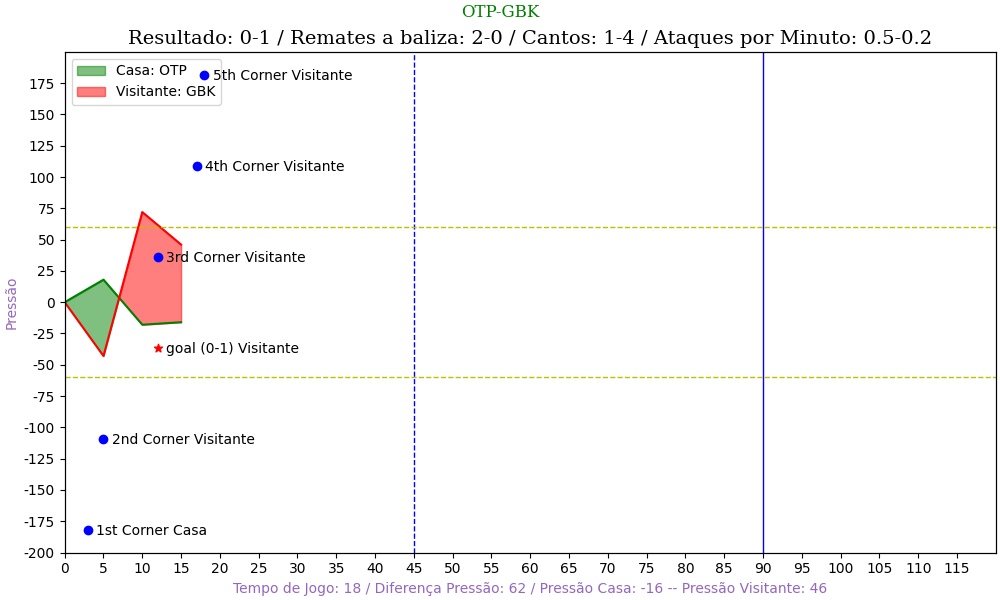 OTP-GBK
Resultado: 0-1 / Remates a baliza: 2-0 / Cantos: 1-4 / Ataques por Minuto: 0.5-0.2
Casa: OTP
Visitante: GBK
5th Corner Visitante
4th Corner Visitante
3rd Corner Visitante
goal (0-1) Visitante
2nd Corner Visitante
1st Corner Casa
Pressão
175
150
125
100
75
50
25
0
-25
-50
-75
-100
-125
-150
-175
-200
0 5 10 15 20 25 30 35 40 45 50 55 60 65 70 75 80 85 90 95 100 105 110 115
Tempo de Jogo: 18 / Diferença Pressão: 62 / Pressão Casa: -16 -- Pressão Visitante: 46